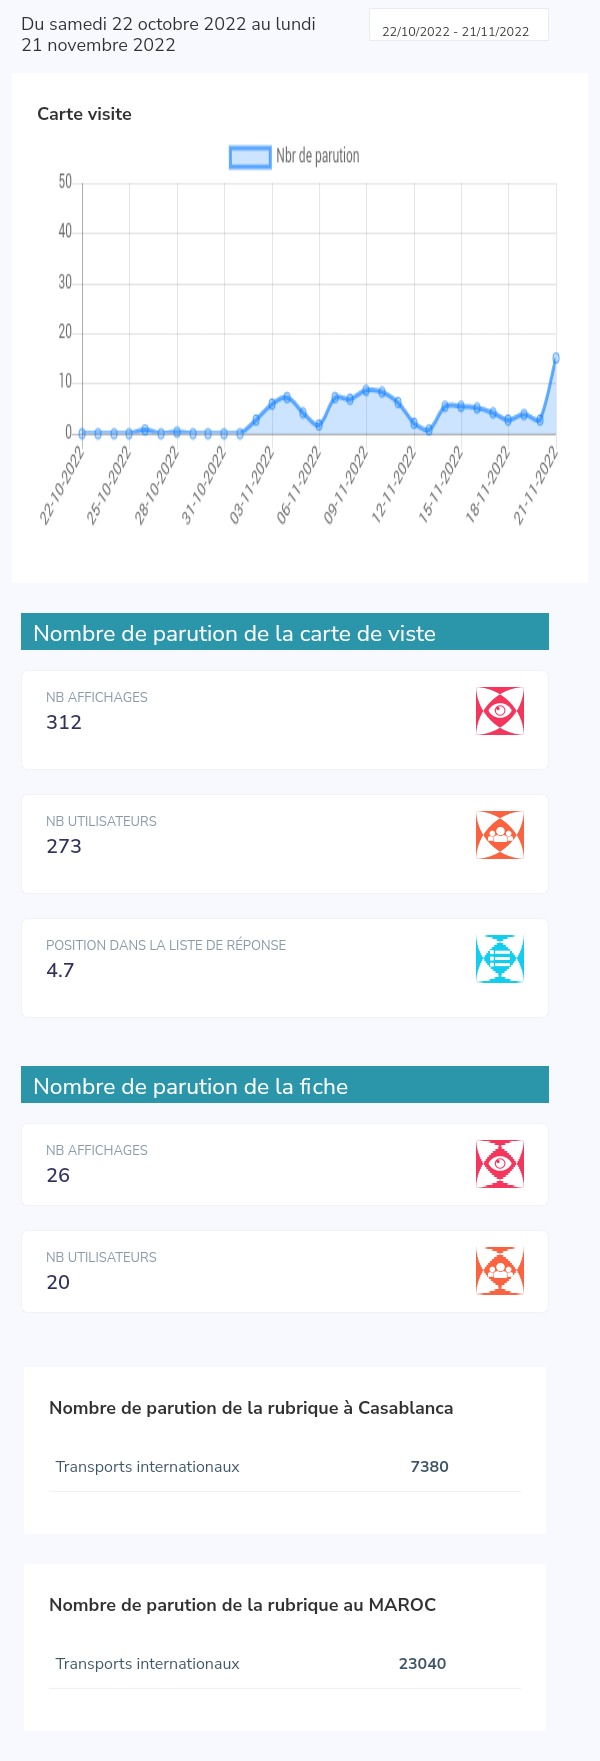 Du samedi 22 octobre 2022 au lundi
21 novembre 2022
22/10/2022 - 21/11/2022
Carte visite
Nbr de parution
50
40
30
20
10
0
22-10-2022
25-10-2022
28-10-2022
31-10-2022
03-11-2022
06-11-2022
09-11-2022
12-11-2022
15-11-2022
18-11-2022
21-11-2022
Nombre de parution de la carte de viste
NB AFFICHAGES
312
NB UTILISATEURS
273
POSITION DANS LA LISTE DE RÉPONSE
4.7
Nombre de parution de la fiche
NB AFFICHAGES
26
NB UTILISATEURS
20
Nombre de parution de la rubrique à Casablanca
Transports internationaux 7380
Nombre de parution de la rubrique au MAROC
Transports internationaux 23040